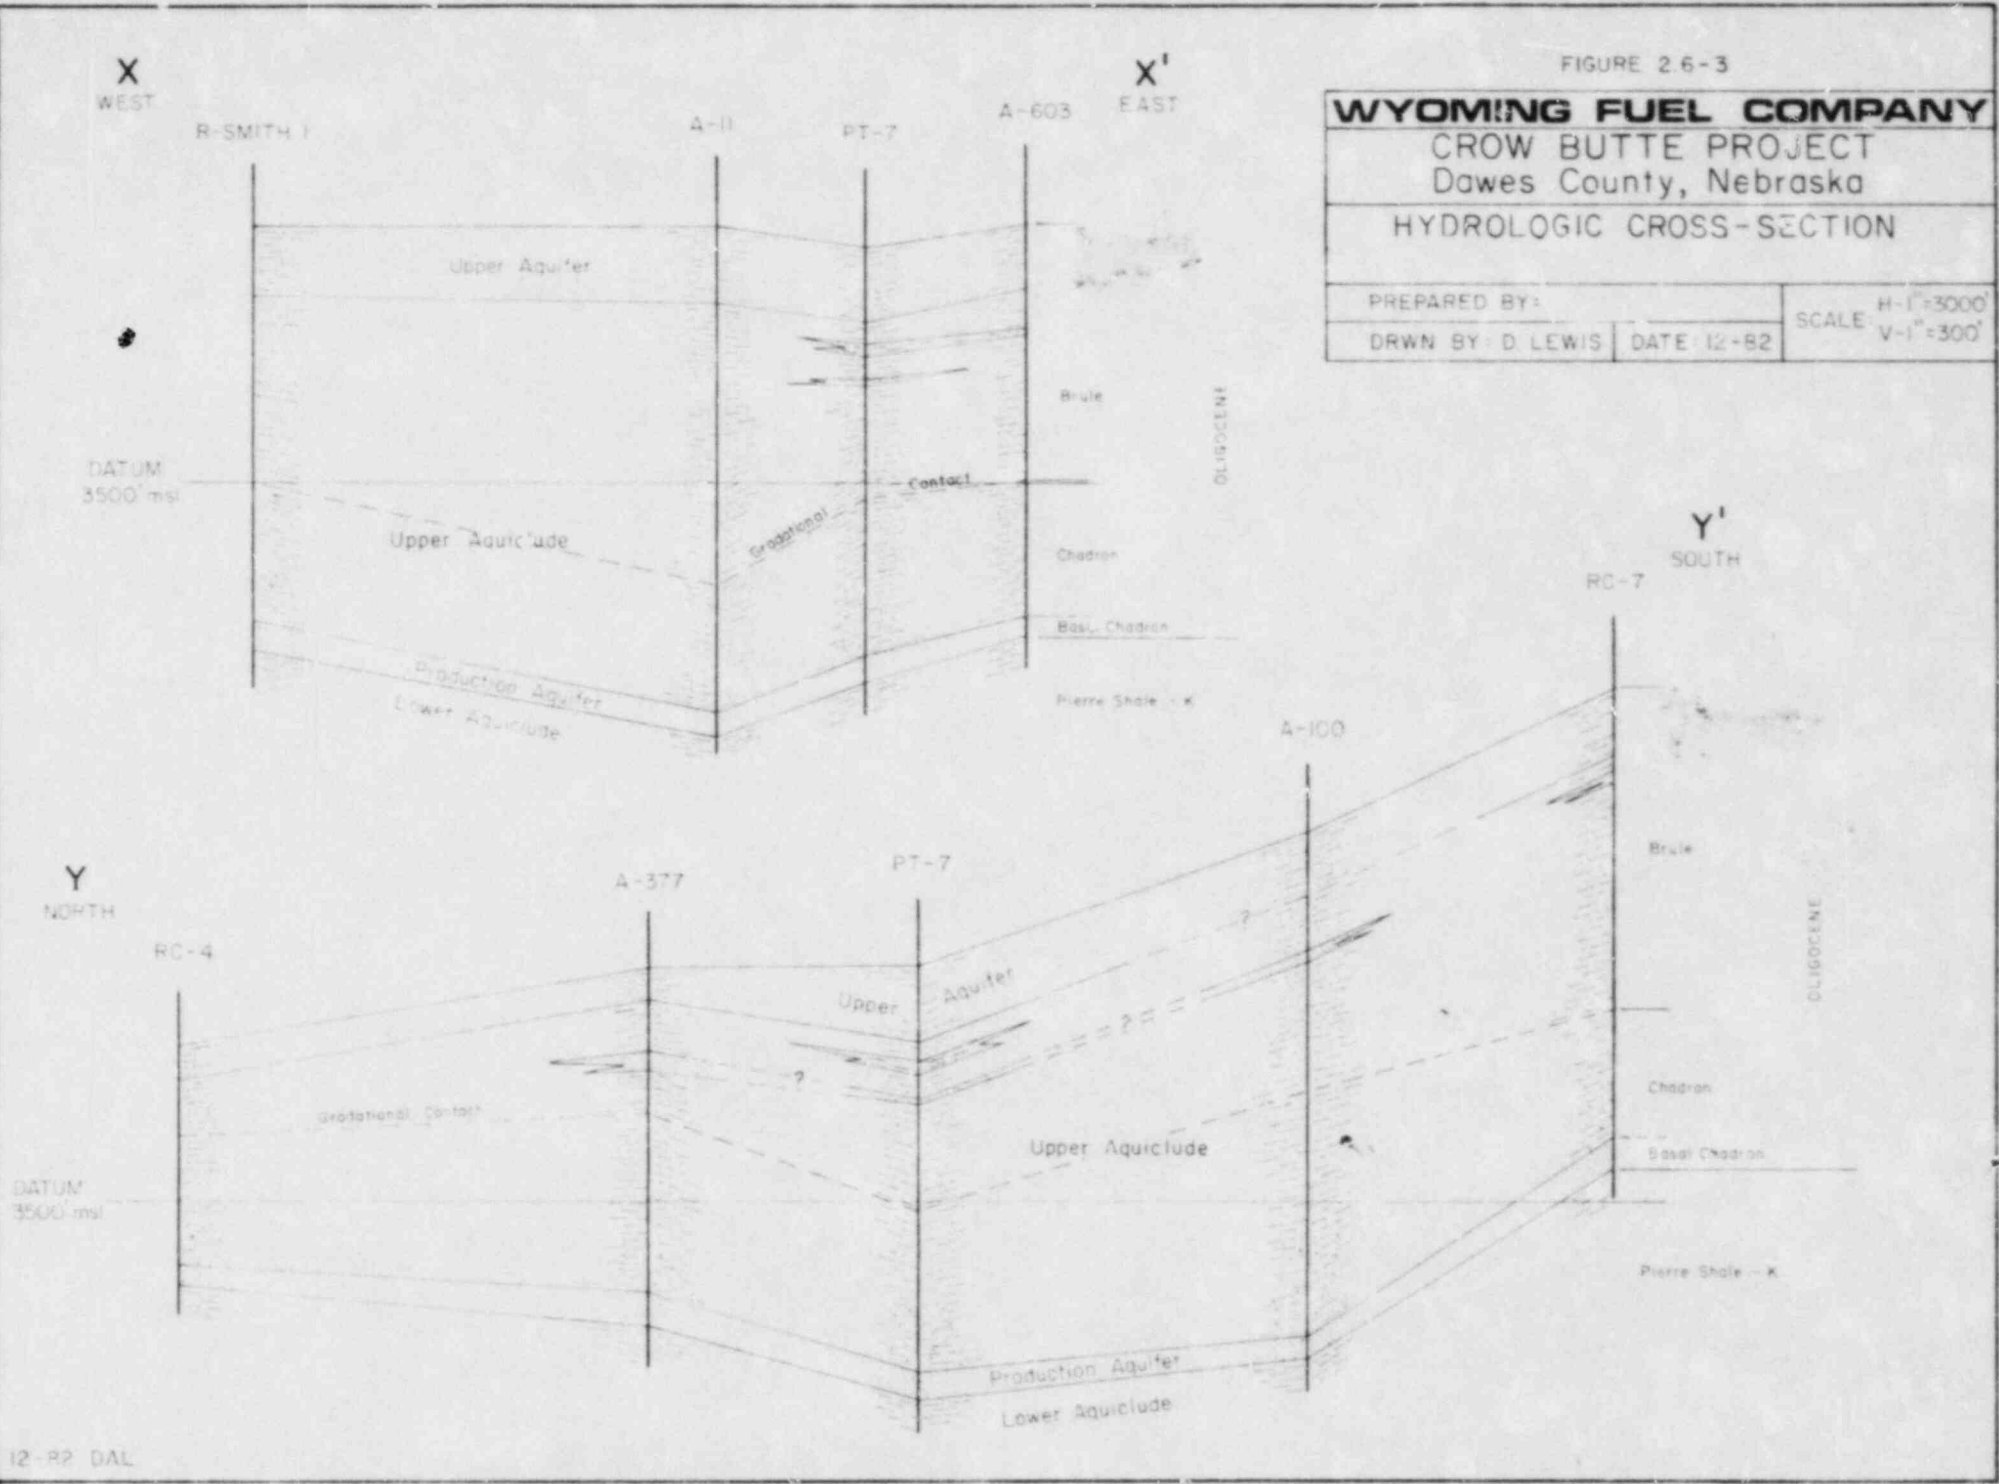 FIGURE 2.6-3
WYOMING FUEL COMPANY
CROW BUTTE PROJECT
Dawes County, Nebraska
HYDROLOGIC CROSS-SECTION
PREPARED BY:
DRWN BY: D. LEWIS
DATE: 12-82
SCALE: H-1"=3000'
V-1"=300'
X
WEST
R-SMITH 1
A-11
PT-7
A-603
X'
EAST
Upper Aquifer
Brule
OLIGOCENE
DATUM
3500' msl
Contact
Gradational
Upper Aquiclude
Chadron
Basal Chadron
Production Aquifer
Lower Aquiclude
Pierre Shale - K
Y'
SOUTH
RC-7
A-100
Y
NORTH
RC-4
A-377
PT-7
Brule
OLIGOCENE
?
Upper Aquifer
?
?
Gradational Contact
Upper Aquiclude
Chadron
Basal Chadron
DATUM
3500' msl
Pierre Shale - K
Production Aquifer
Lower Aquiclude
12-82 DAL